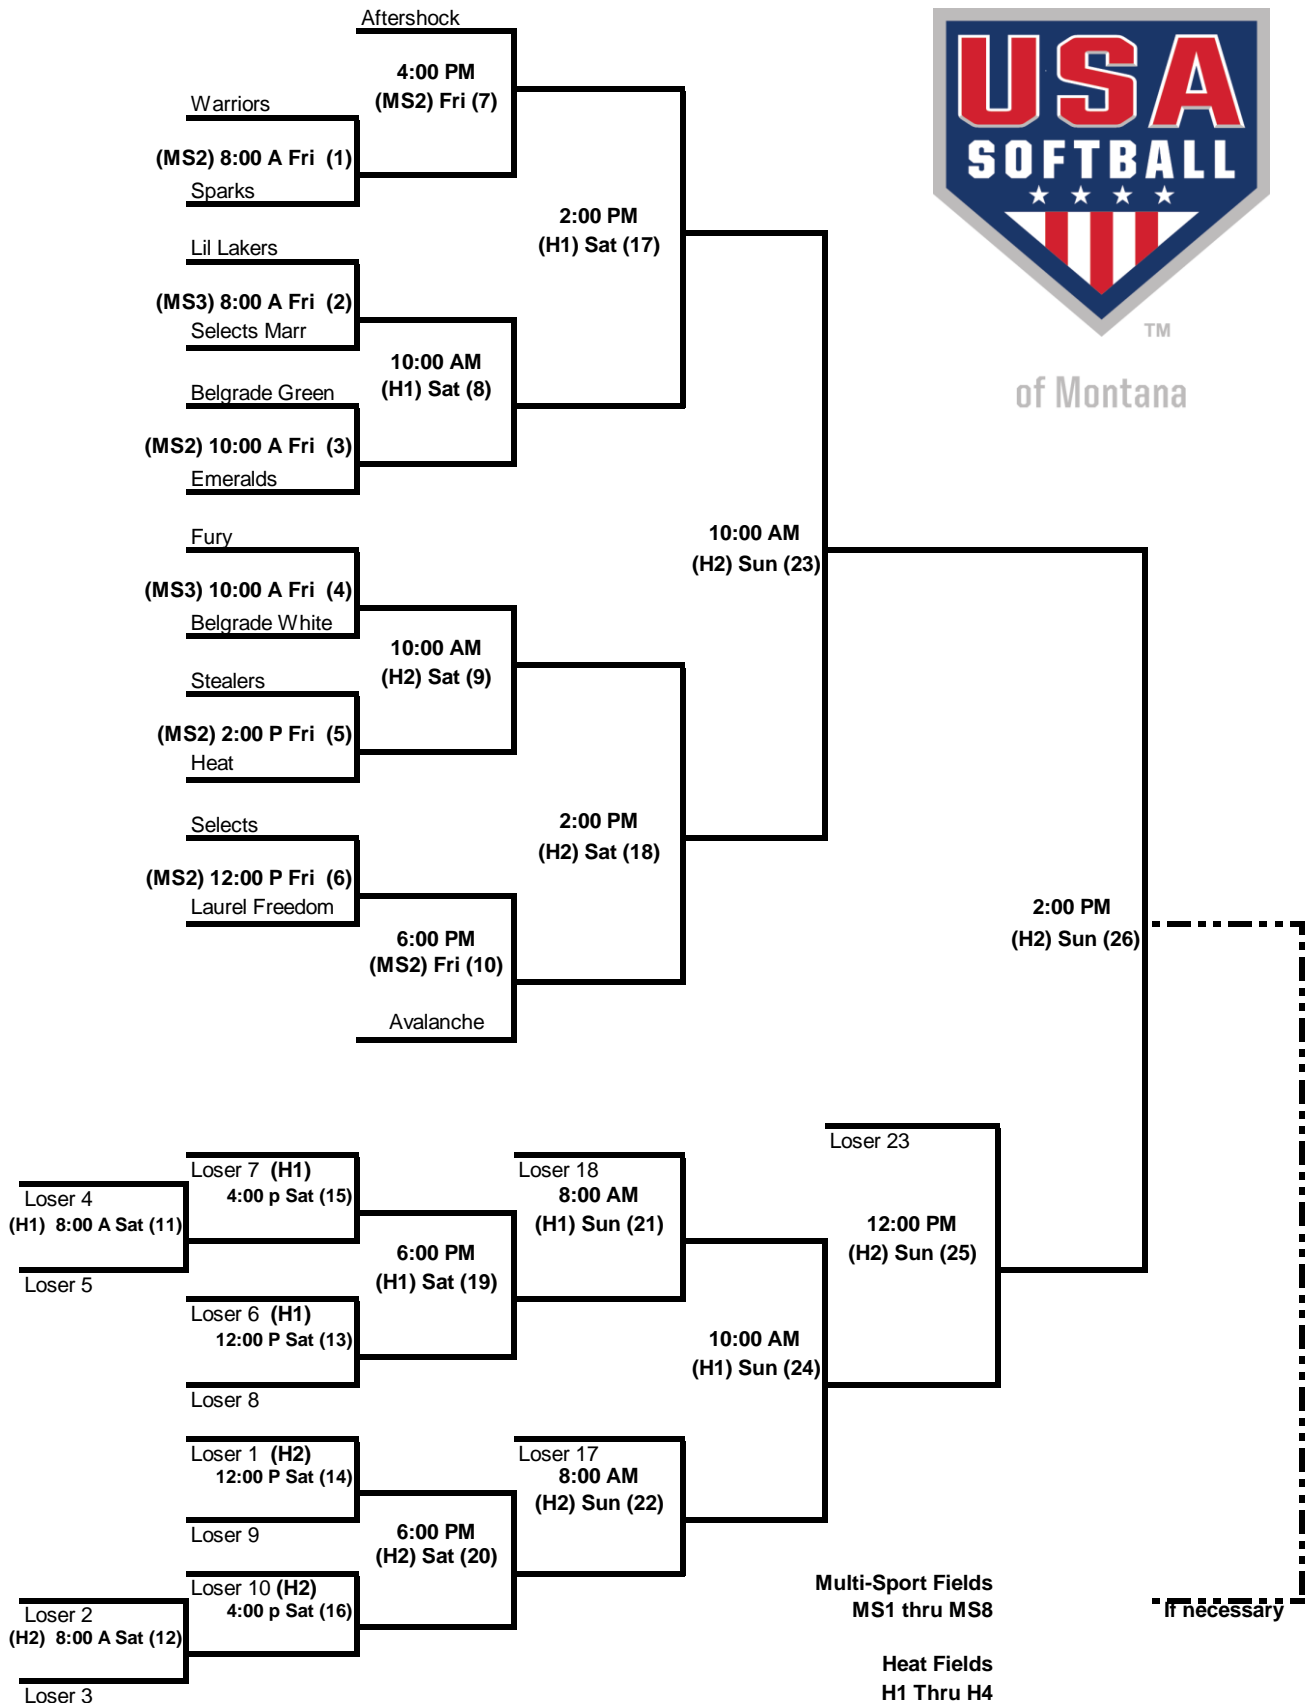 Aftershock
USA
SOFTBALL
TM
of Montana
4:00 PM
(MS2) Fri (7)
Warriors
(MS2) 8:00 A Fri (1)
Sparks
2:00 PM
(H1) Sat (17)
Lil Lakers
(MS3) 8:00 A Fri (2)
Selects Marr
10:00 AM
(H1) Sat (8)
Belgrade Green
(MS2) 10:00 A Fri (3)
Emeralds
10:00 AM
(H2) Sun (23)
Fury
(MS3) 10:00 A Fri (4)
Belgrade White
10:00 AM
(H2) Sat (9)
Stealers
(MS2) 2:00 P Fri (5)
Heat
2:00 PM
(H2) Sat (18)
Selects
(MS2) 12:00 P Fri (6)
Laurel Freedom
6:00 PM
(MS2) Fri (10)
Avalanche
2:00 PM
(H2) Sun (26)
Loser 23
Loser 7 (H1)
4:00 p Sat (15)
Loser 18
8:00 AM
(H1) Sun (21)
Loser 4
(H1) 8:00 A Sat (11)
Loser 5
6:00 PM
(H1) Sat (19)
12:00 PM
(H2) Sun (25)
Loser 6 (H1)
12:00 P Sat (13)
Loser 8
10:00 AM
(H1) Sun (24)
Loser 1 (H2)
12:00 P Sat (14)
Loser 9
Loser 17
8:00 AM
(H2) Sun (22)
6:00 PM
(H2) Sat (20)
Loser 10 (H2)
4:00 p Sat (16)
Loser 2
(H2) 8:00 A Sat (12)
Loser 3
Multi-Sport Fields
MS1 thru MS8
If necessary
Heat Fields
H1 Thru H4